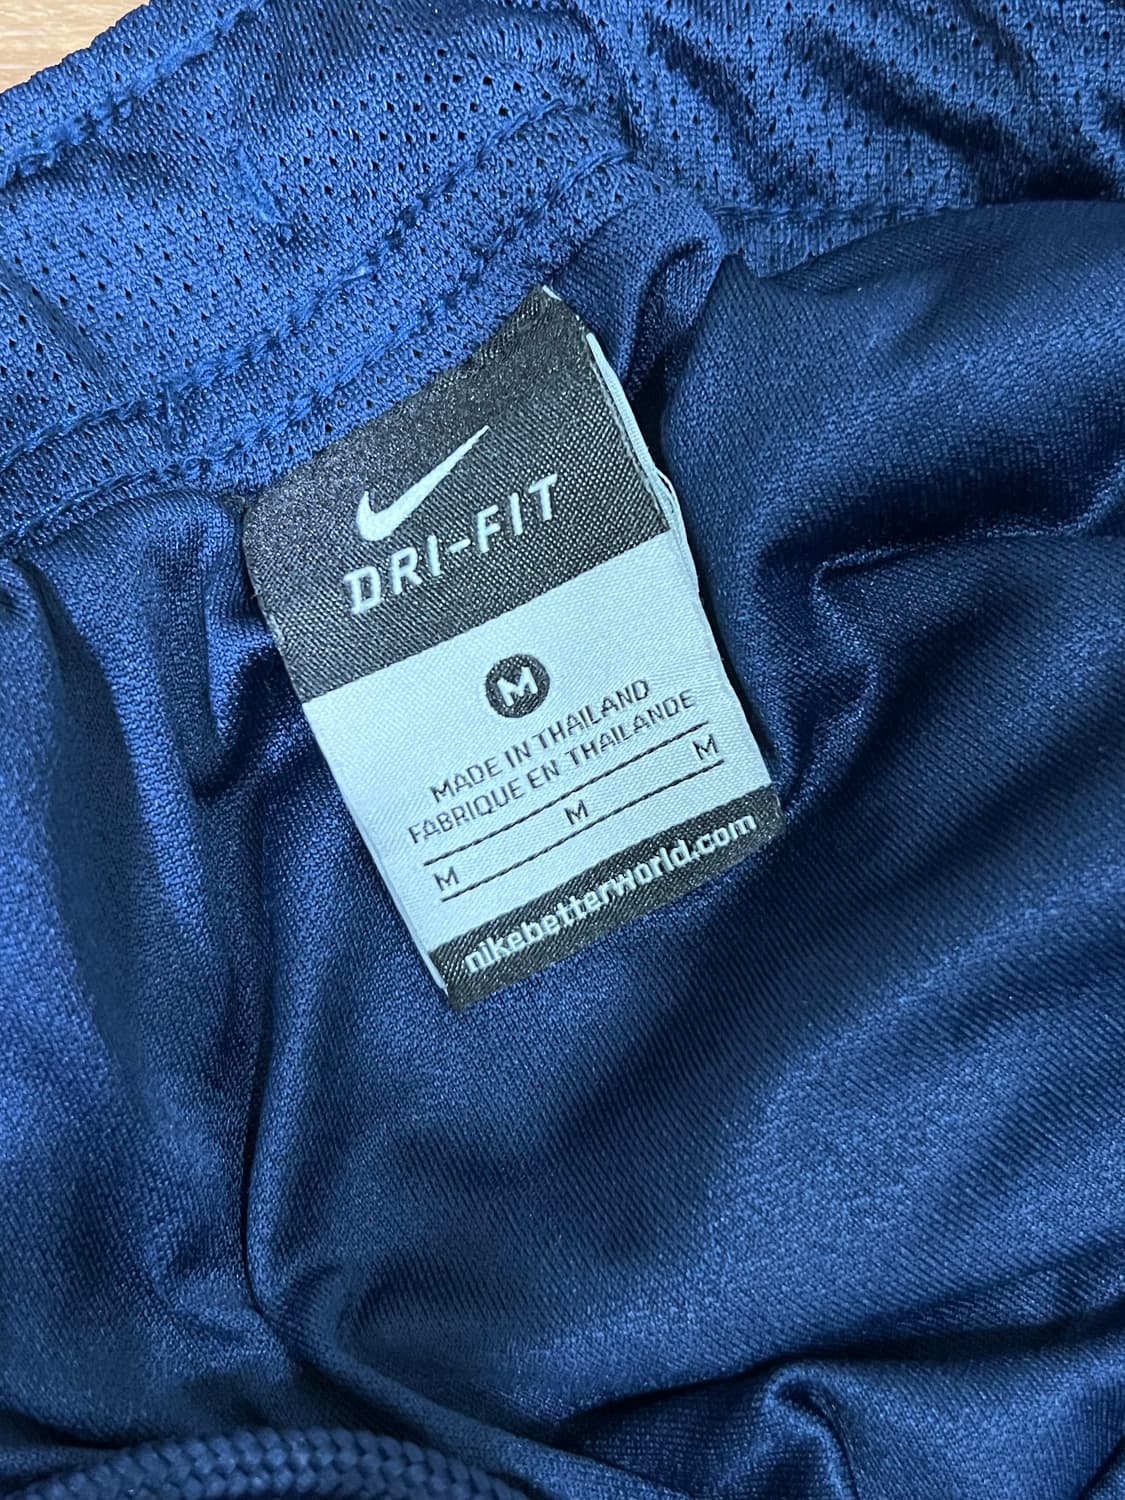 DRI-FIT
M
MADE IN THAILAND
FABRIQUE EN THAILANDE
M M M
nikebetterworld.com